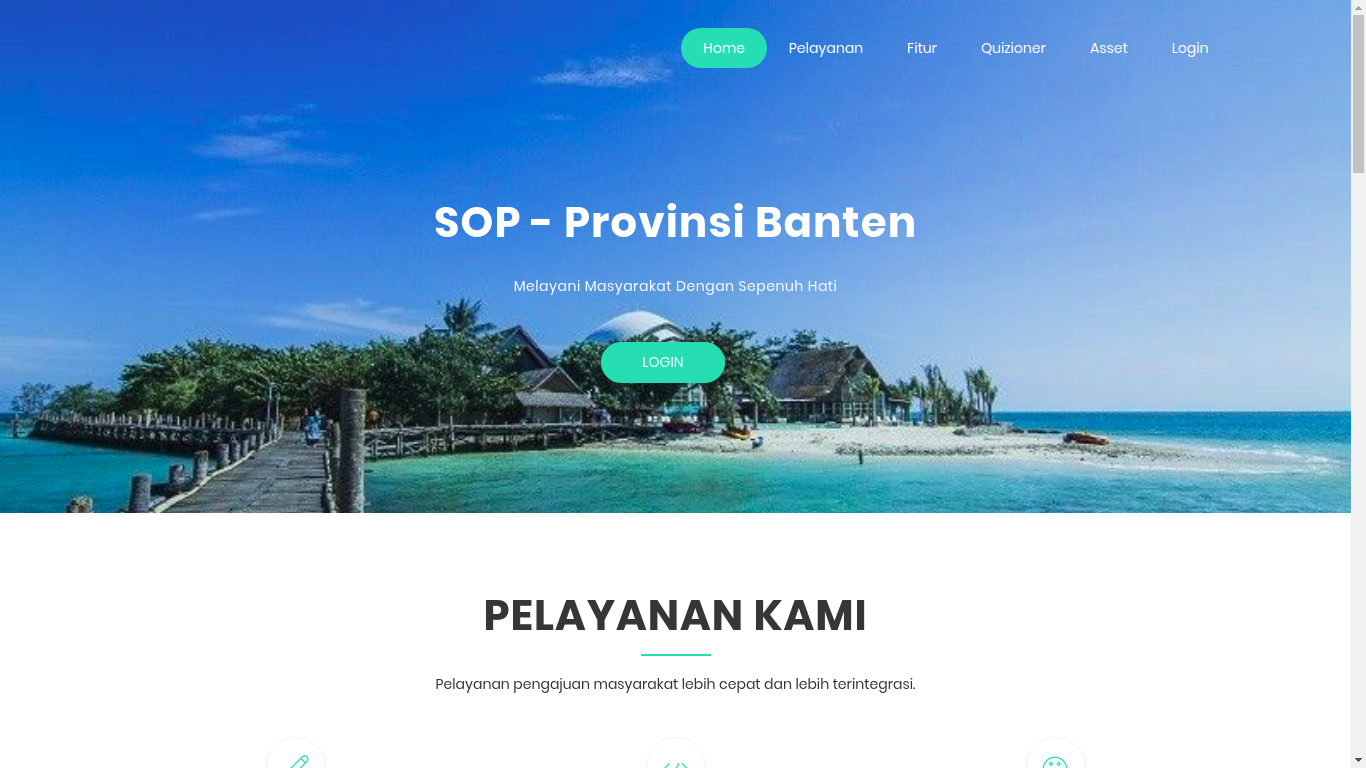 Home Pelayanan Fitur Quizioner Asset Login
SOP - Provinsi Banten
Melayani Masyarakat Dengan Sepenuh Hati
LOGIN
PELAYANAN KAMI
Pelayanan pengajuan masyarakat lebih cepat dan lebih terintegrasi.